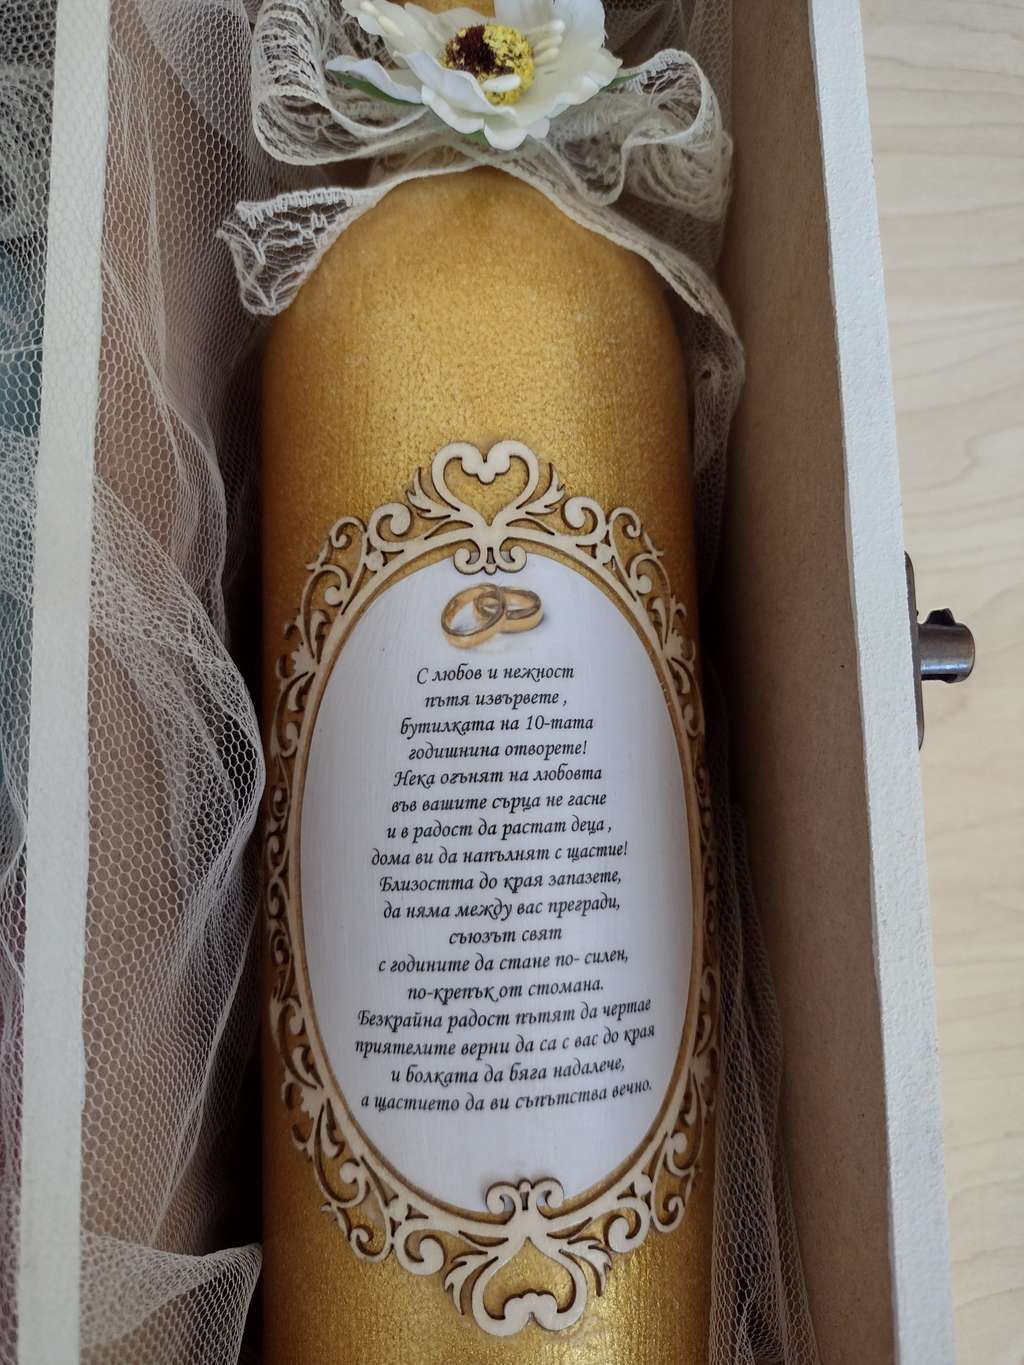 С любов и нежност
пътя извървете ,
бутилката на 10-тата
годишнина отворете!
Нека огънят на любовта
във вашите сърца не гасне
и в радост да растат деца ,
дома ви да напълнят с щастие!
Близостта до края запазете,
да няма между вас прегради,
съюзът свят
с годините да стане по- силен,
по-крепък от стомана.
Безкрайна радост пътят да чертае
приятелите верни да са с вас до края
и болката да бяга надалече,
а щастието да ви съпътства вечно.